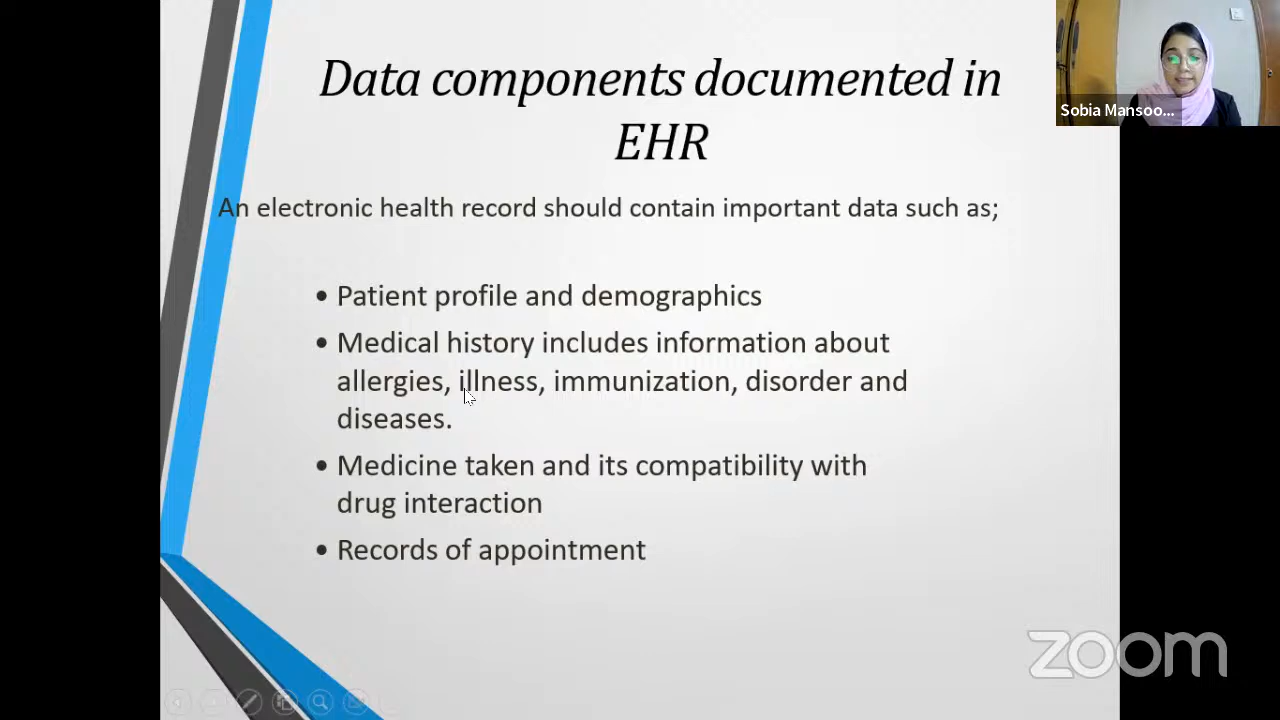 Data components documented in
EHR
An electronic health record should contain important data such as;
• Patient profile and demographics
• Medical history includes information about
allergies, illness, immunization, disorder and
diseases.
• Medicine taken and its compatibility with
drug interaction
• Records of appointment
Sobia Mansoo...
zoom